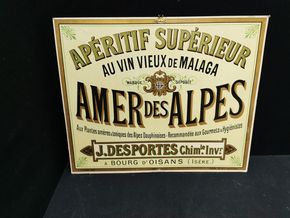 APÉRITIF SUPÉRIEUR
AU VIN VIEUX DE MALAGA
MARQUE DÉPOSÉE
AMER DES ALPES
Aux Plantes amères & toniques des Alpes Dauphinoises - Recommandée aux Gourmets & Hygiénistes
J. DESPORTES Chimte. Invr.
À BOURG D'OISANS (ISÈRE.)